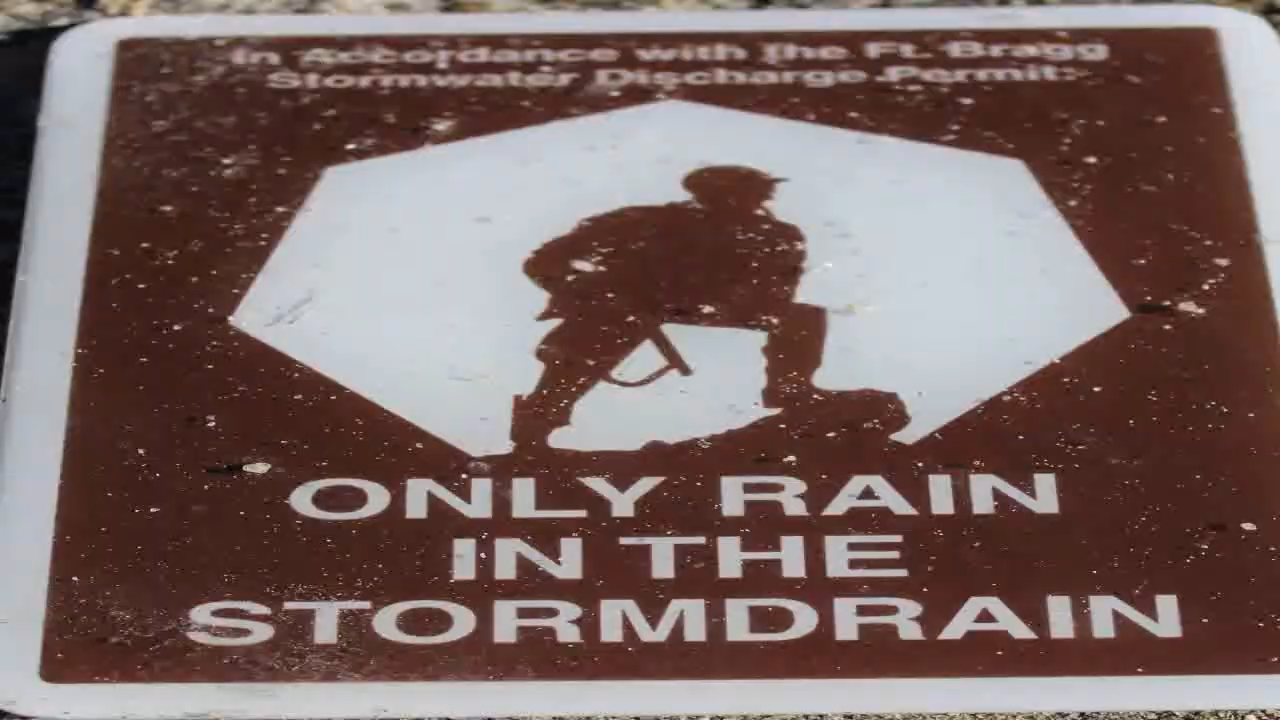 In Accordance with the Ft. Bragg
Stormwater Discharge Permit:
ONLY RAIN
IN THE
STORMDRAIN